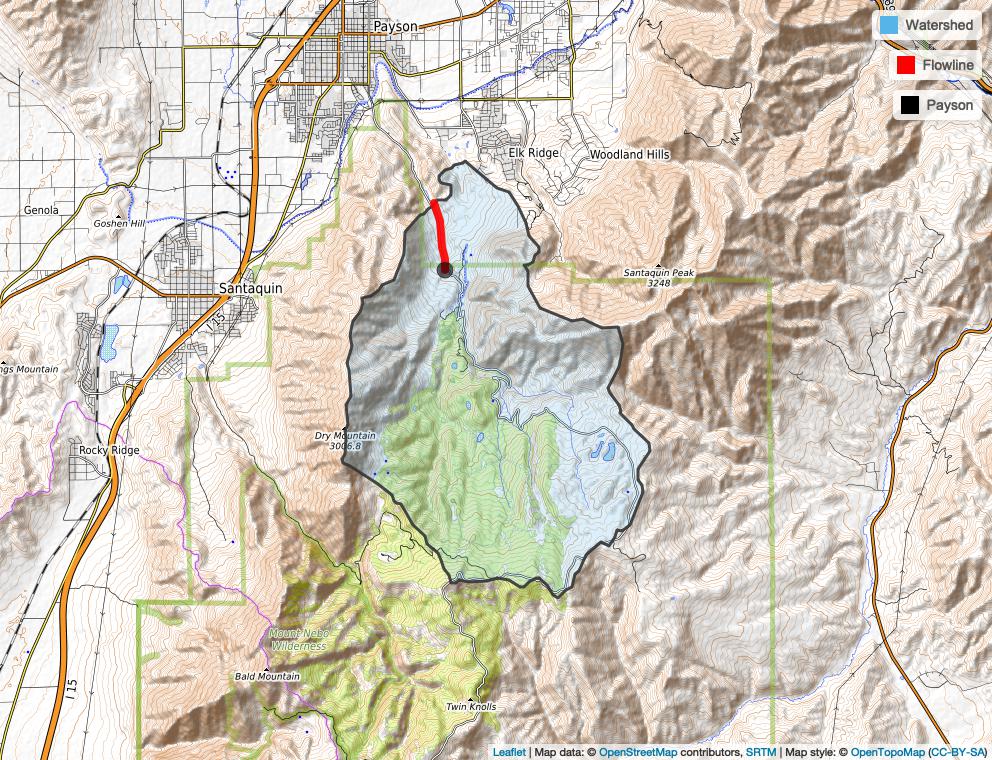 Payson
Watershed
Flowline
Payson
Elk Ridge
Woodland Hills
Genola
Goshen Hill
Santaquin Peak
3248
Santaquin
I 15
ngs Mountain
Dry Mountain
3006.8
Rocky Ridge
Mount Nebo
Wilderness
Bald Mountain
I 15
Twin Knolls
Leaflet | Map data: © OpenStreetMap contributors, SRTM | Map style: © OpenTopoMap (CC-BY-SA)